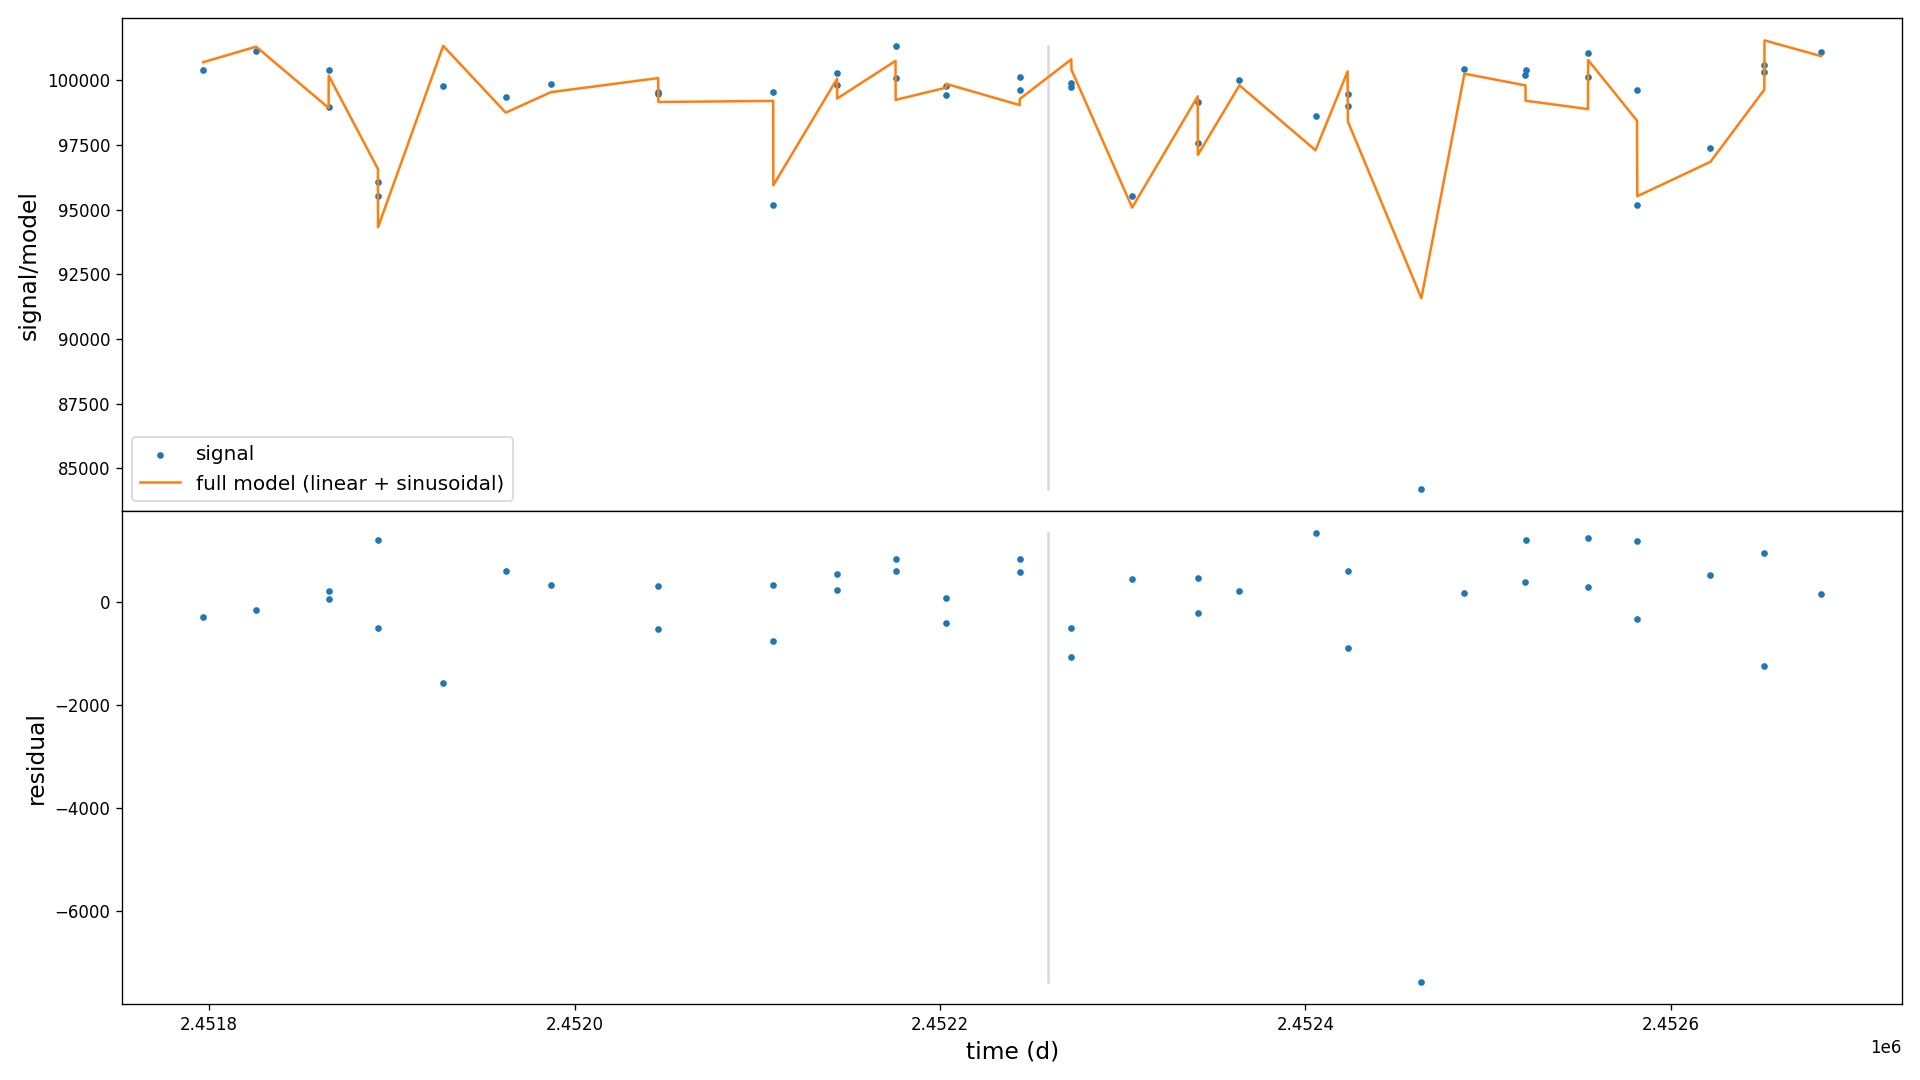 signal/model
100000
97500
95000
92500
90000
87500
85000
signal
full model (linear + sinusoidal)
residual
0
−2000
−4000
−6000
2.4518 2.4520 2.4522 2.4524 2.4526
time (d)
1e6